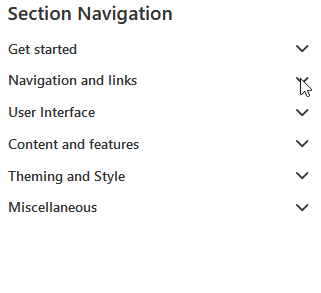 Section Navigation
Get started
Navigation and links
User Interface
Content and features
Theming and Style
Miscellaneous